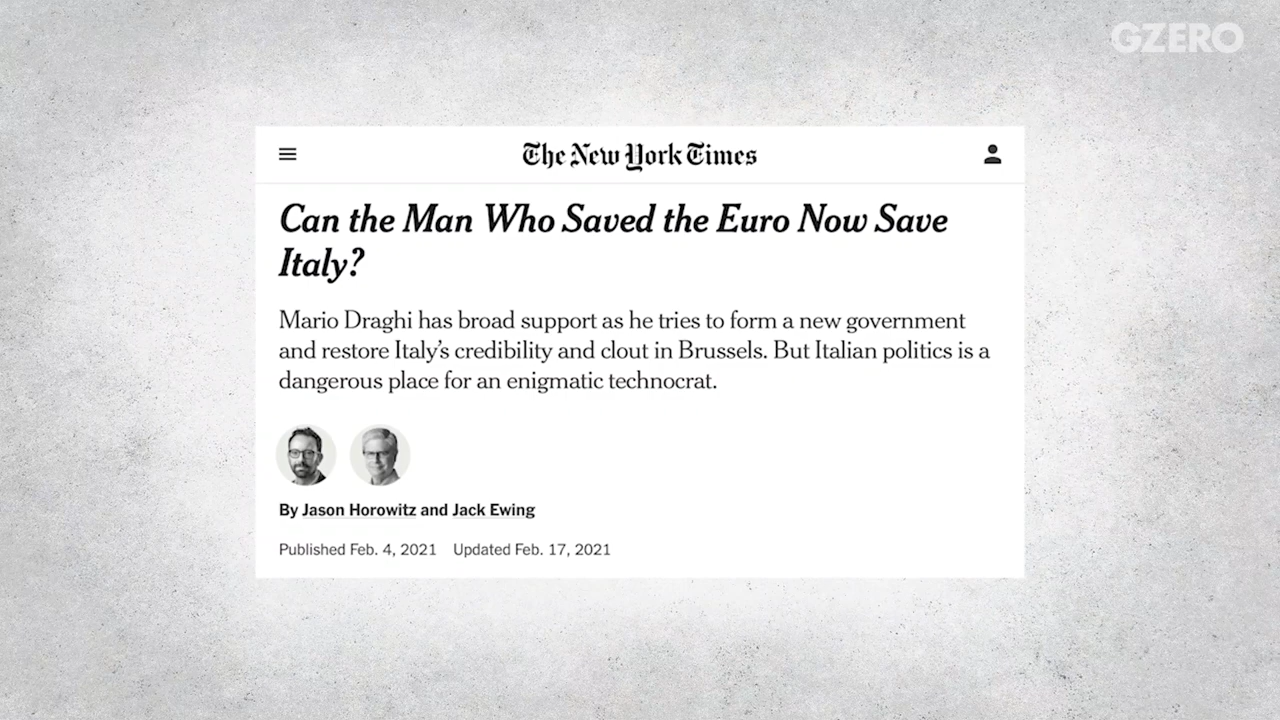 GZERO
The New York Times
Can the Man Who Saved the Euro Now Save
Italy?
Mario Draghi has broad support as he tries to form a new government
and restore Italy’s credibility and clout in Brussels. But Italian politics is a
dangerous place for an enigmatic technocrat.
By Jason Horowitz and Jack Ewing
Published Feb. 4, 2021 Updated Feb. 17, 2021